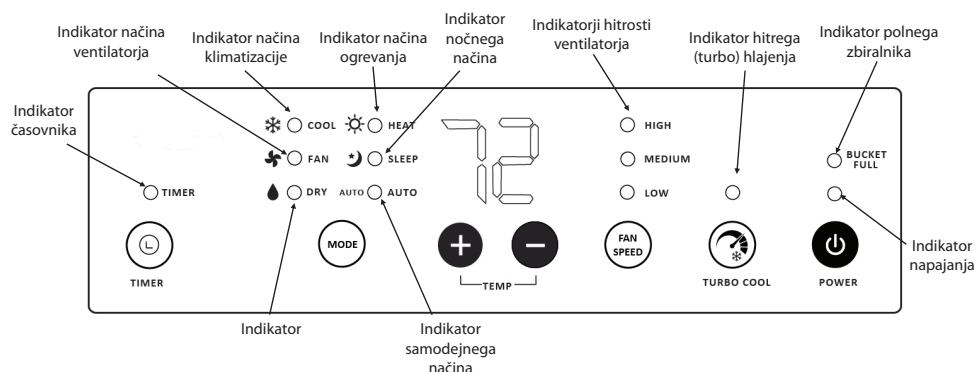 Indikator načina
ventilatorja
Indikator načina
klimatizacije
Indikator načina
ogrevanja
Indikator
nočnega
načina
Indikatorji hitrosti
ventilatorja
Indikator hitrega
(turbo) hlajenja
Indikator polnega
zbiralnika
Indikator
časovnika
COOL
HEAT
HIGH
FAN
SLEEP
MEDIUM
BUCKET
FULL
TIMER
DRY
AUTO
AUTO
LOW
72
MODE
FAN
SPEED
TIMER
TEMP
TURBO COOL
POWER
Indikator
napajanja
Indikator
Indikator
samodejnega
načina